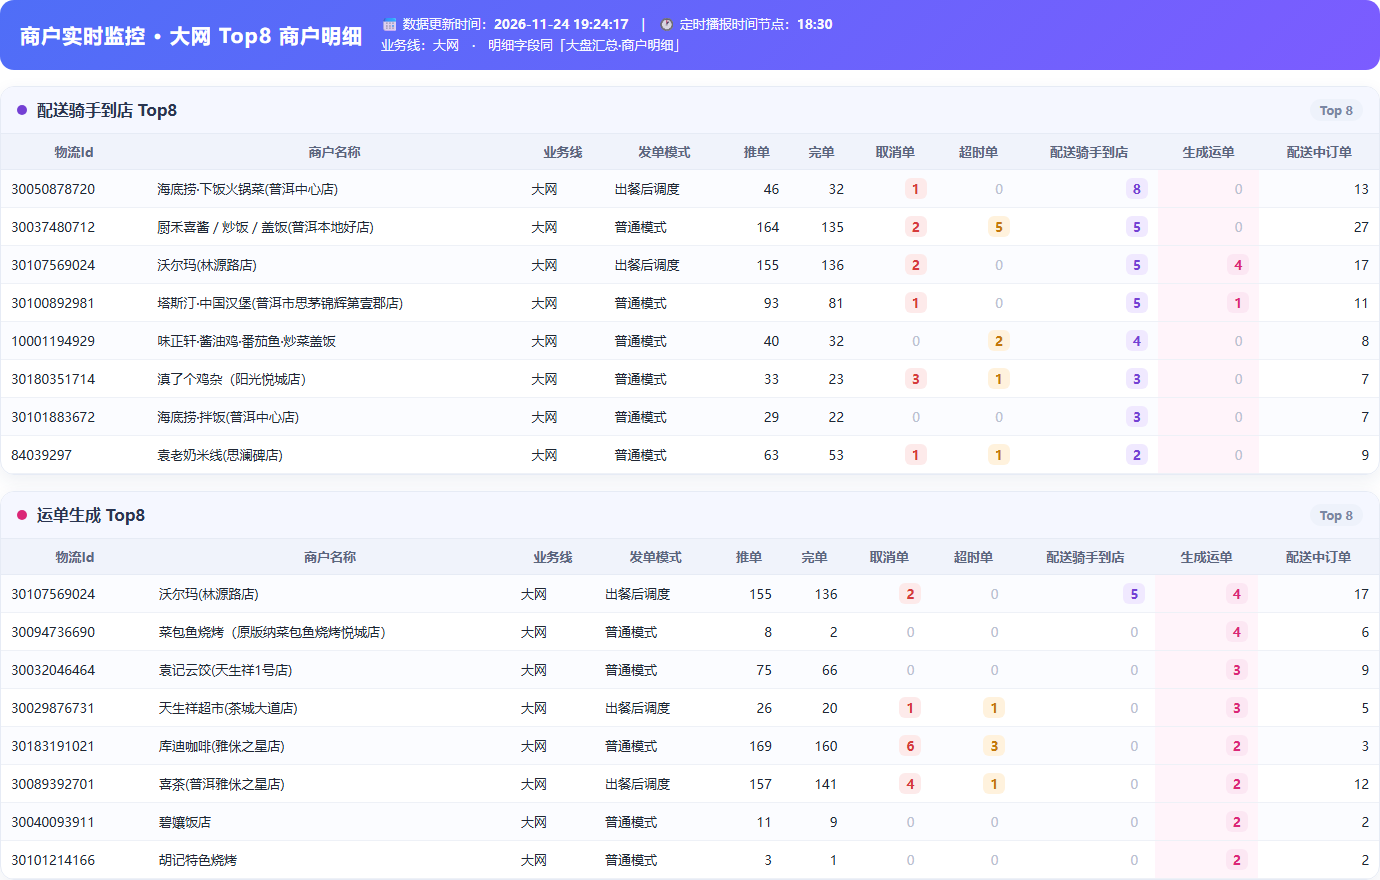 商户实时监控 · 大网 Top8 商户明细
数据更新时间：2026-11-24 19:24:17 | 定时播报时间节点：18:30
业务线：大网 · 明细字段同「大盘汇总·商户明细」
配送骑手到店 Top8 Top 8
物流Id 商户名称 业务线 发单模式 推单 完单 取消单 超时单 配送骑手到店 生成运单 配送中订单
30050878720 海底捞·下饭火锅菜(普洱中心店) 大网 出餐后调度 46 32 1 0 8 0 13
30037480712 厨禾喜酱 / 炒饭 / 盖饭(普洱本地好店) 大网 普通模式 164 135 2 5 5 0 27
30107569024 沃尔玛(林源路店) 大网 出餐后调度 155 136 2 0 5 4 17
30100892981 塔斯汀·中国汉堡(普洱市思茅锦辉第壹郡店) 大网 普通模式 93 81 1 0 5 1 11
10001194929 味正轩·酱油鸡·番茄鱼·炒菜盖饭 大网 普通模式 40 32 0 2 4 0 8
30180351714 滇了个鸡杂（阳光悦城店） 大网 普通模式 33 23 3 1 3 0 7
30101883672 海底捞·拌饭(普洱中心店) 大网 普通模式 29 22 0 0 3 0 7
84039297 袁老奶米线(思澜碑店) 大网 普通模式 63 53 1 1 2 0 9
运单生成 Top8 Top 8
物流Id 商户名称 业务线 发单模式 推单 完单 取消单 超时单 配送骑手到店 生成运单 配送中订单
30107569024 沃尔玛(林源路店) 大网 出餐后调度 155 136 2 0 5 4 17
30094736690 菜包鱼烧烤（原版纳菜包鱼烧烤悦城店） 大网 普通模式 8 2 0 0 0 4 6
30032046464 袁记云饺(天生祥1号店) 大网 普通模式 75 66 0 0 0 3 9
30029876731 天生祥超市(茶城大道店) 大网 出餐后调度 26 20 1 1 0 3 5
30183191021 库迪咖啡(雅倸之星店) 大网 普通模式 169 160 6 3 0 2 3
30089392701 喜茶(普洱雅倸之星店) 大网 出餐后调度 157 141 4 1 0 2 12
30040093911 碧孃饭店 大网 普通模式 11 9 0 0 0 2 2
30101214166 胡记特色烧烤 大网 普通模式 3 1 0 0 0 2 2